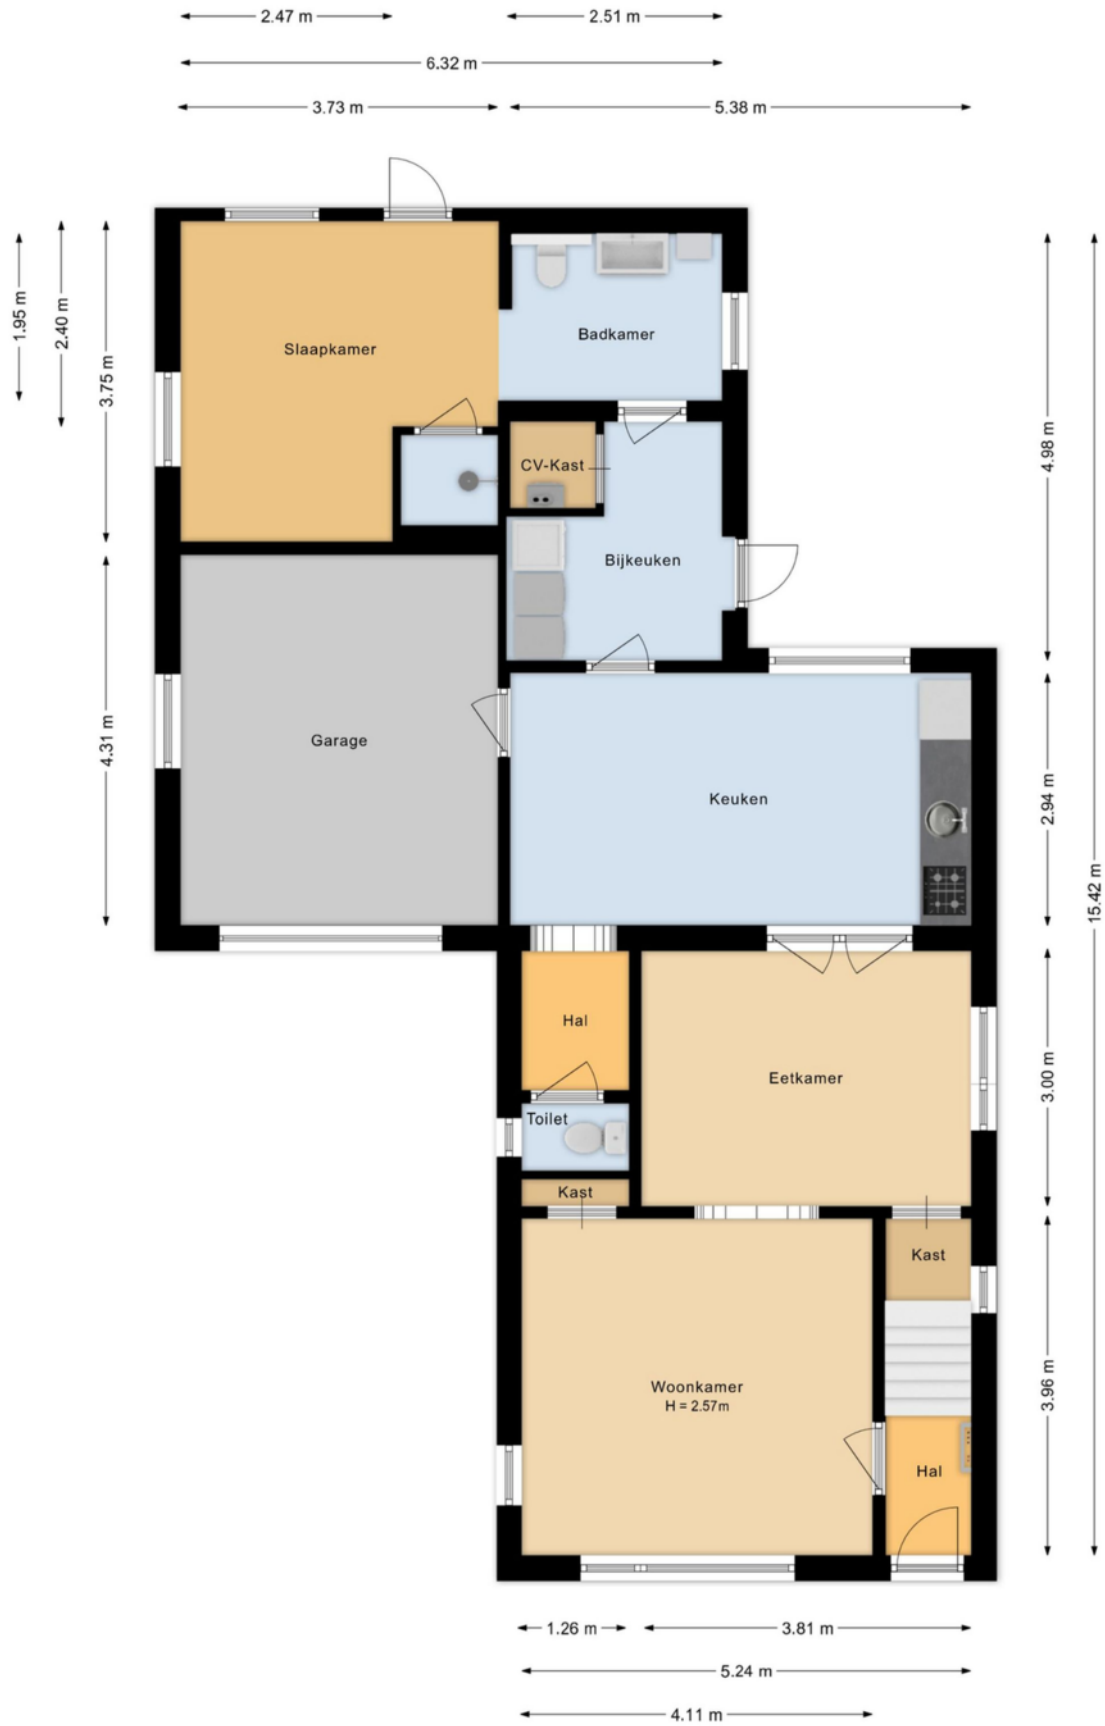 2.47 m
2.51 m
6.32 m
3.73 m
5.38 m
1.95 m
2.40 m
3.75 m
4.98 m
15.42 m
Slaapkamer
Badkamer
CV-Kast
Bijkeuken
4.31 m
Garage
Keuken
2.94 m
Hal
Eetkamer
3.00 m
Toilet
Kast
Kast
Woonkamer
H = 2.57m
3.96 m
Hal
1.26 m
3.81 m
5.24 m
4.11 m